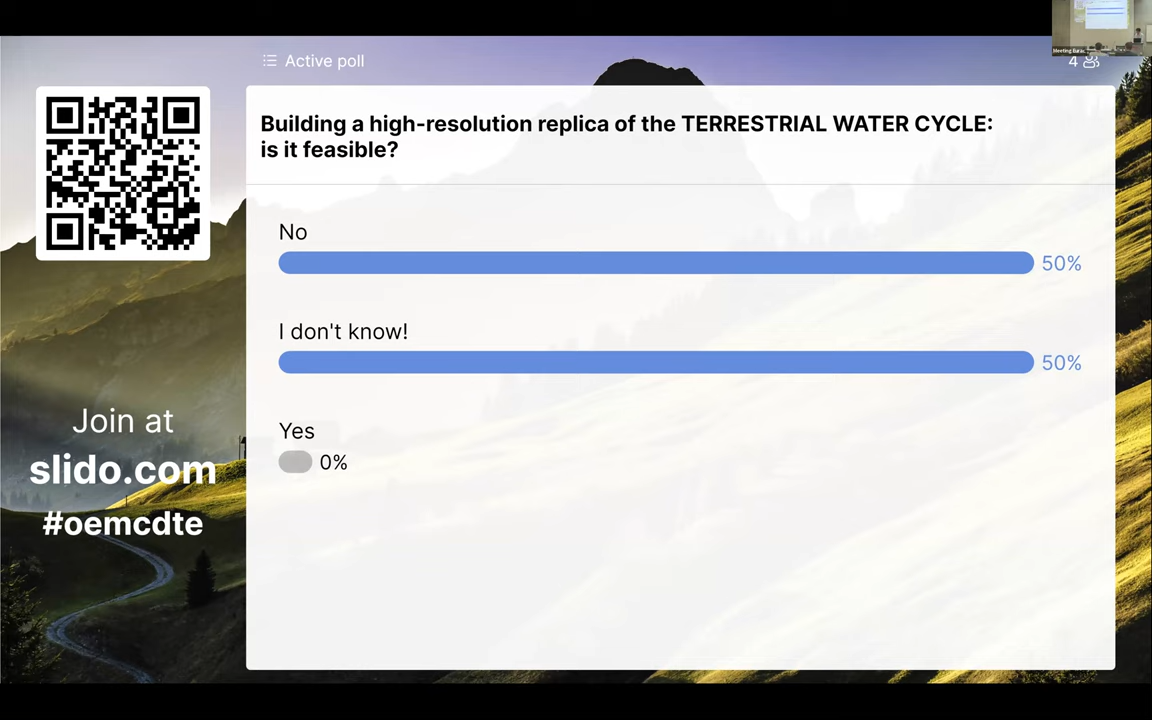 Active poll
4
Building a high-resolution replica of the TERRESTRIAL WATER CYCLE:
is it feasible?
No
50%
I don't know!
50%
Yes
0%
Join at
slido.com
#oemcdte